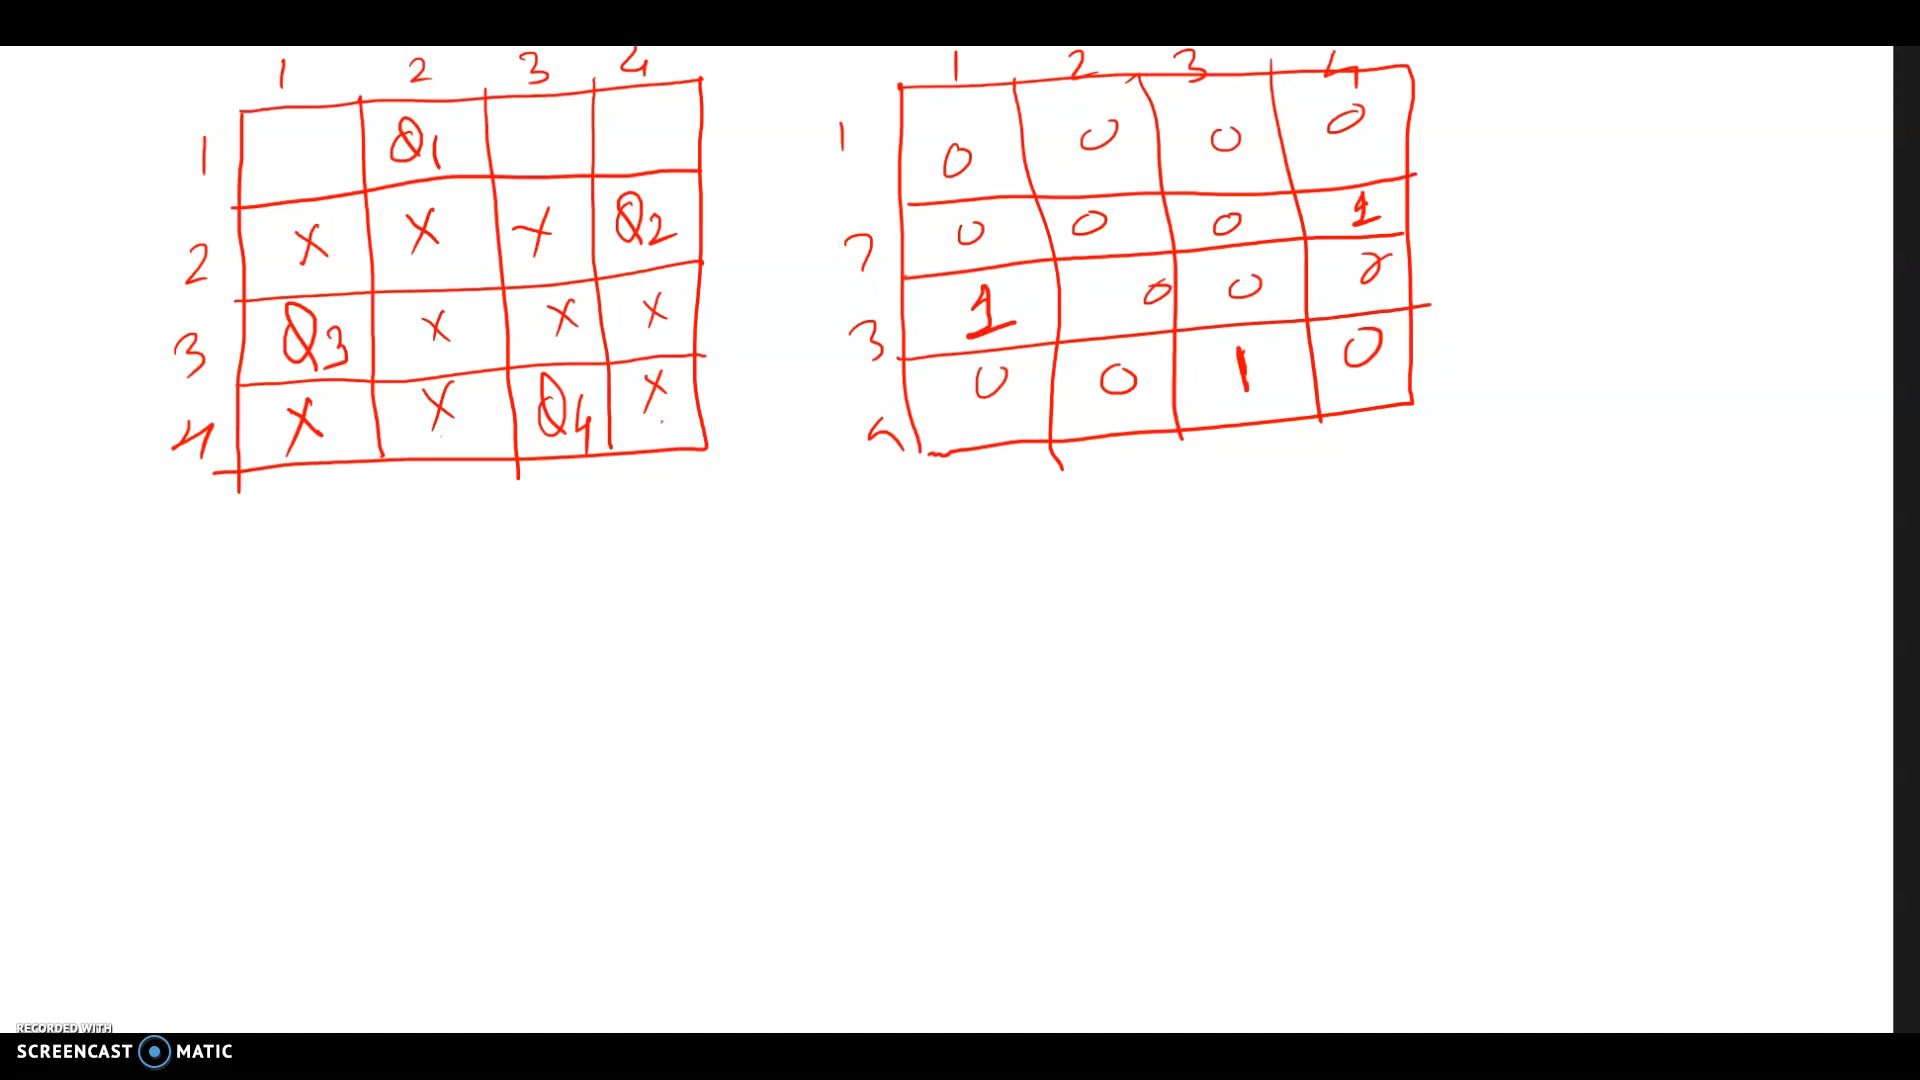 1 2 3 4
1 Q1
2 X X X Q2
3 Q3 X X X
4 X X Q4 X
1 2 3 4
1 0 0 0 0
2 0 0 0 1
3 1 0 0 0
0 0 1 0
RECORDED WITH
SCREENCAST MATIC